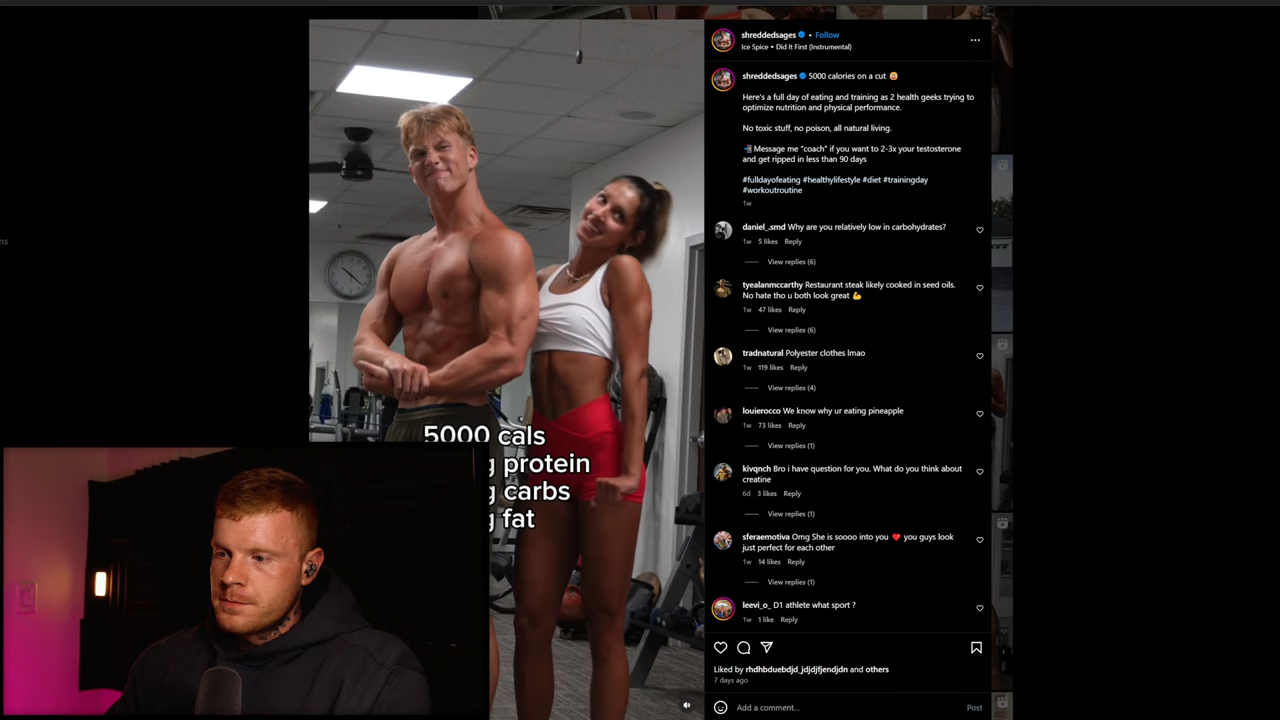 5000 cals
g protein
g carbs
g fat
ns
shreddedsages • Follow
Ice Spice • Did It First (Instrumental)
shreddedsages 5000 calories on a cut
Here's a full day of eating and training as 2 health geeks trying to
optimize nutrition and physical performance.
No toxic stuff, no poison, all natural living.
Message me "coach" if you want to 2-3x your testosterone
and get ripped in less than 90 days
#fulldayofeating #healthylifestyle #diet #trainingday
#workoutroutine
1w
daniel_.smd Why are you relatively low in carbohydrates?
1w 5 likes Reply
View replies (6)
tyealanmccarthy Restaurant steak likely cooked in seed oils.
No hate tho u both look great 💪
1w 47 likes Reply
View replies (6)
tradnatural Polyester clothes lmao
1w 119 likes Reply
View replies (4)
louierocco We know why ur eating pineapple
1w 73 likes Reply
View replies (1)
kivqnch Bro i have question for you. What do you think about
creatine
6d 3 likes Reply
View replies (1)
sferaemotiva Omg She is soooo into you ❤️ you guys look
just perfect for each other
1w 14 likes Reply
View replies (1)
leevi_o_ D1 athlete what sport ?
1w 1 like Reply
Liked by rhdhbduebdjd_jdjdjfjendjdn and others
7 days ago
Add a comment... Post